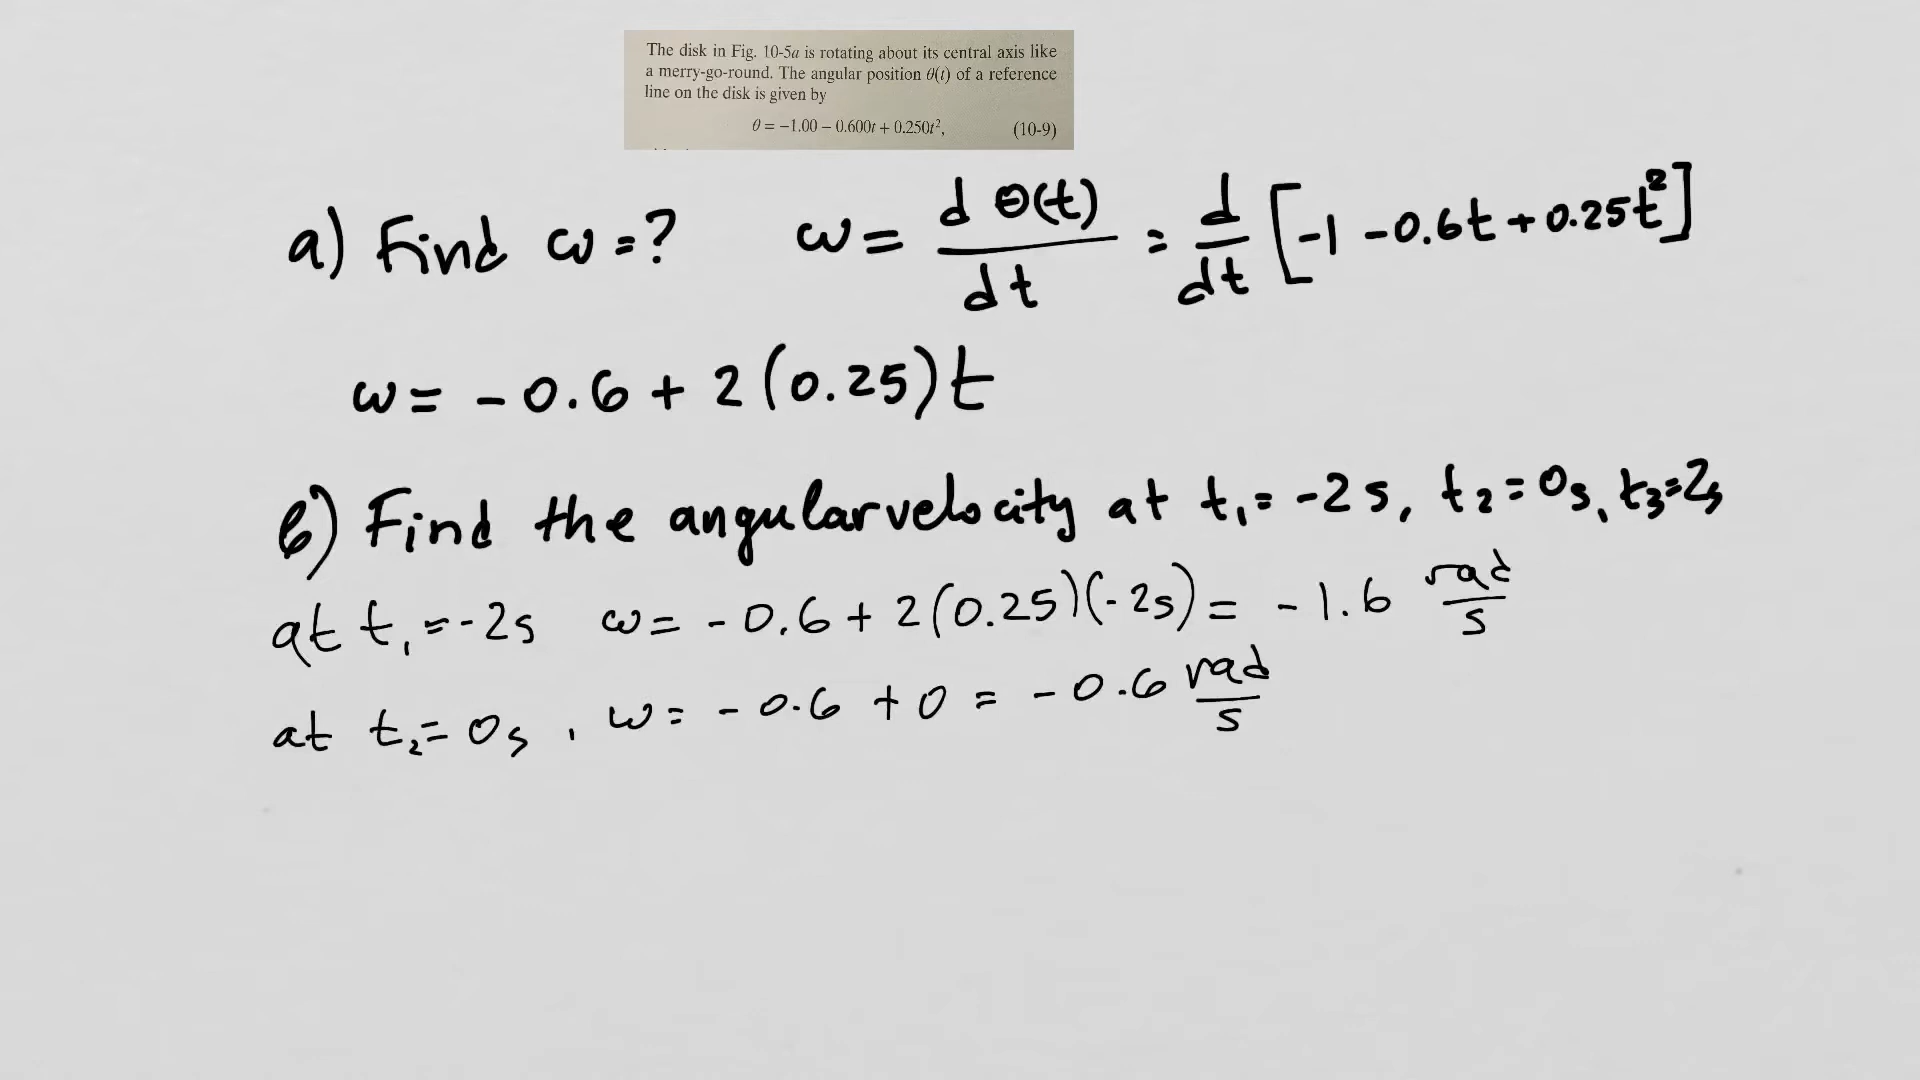 The disk in Fig. 10-5a is rotating about its central axis like
a merry-go-round. The angular position θ(t) of a reference
line on the disk is given by
θ = −1.00 − 0.600t + 0.250t², (10-9)
a) Find ω = ? ω = d θ(t) / dt = d / dt [-1 - 0.6t + 0.25t²]
ω = - 0.6 + 2(0.25)t
b) Find the angular velocity at t₁ = -2s, t₂ = 0s, t₃ = 2s
at t₁ = -2s ω = - 0.6 + 2(0.25)(-2s) = - 1.6 rad / s
at t₂ = 0s, ω = - 0.6 + 0 = - 0.6 rad / s